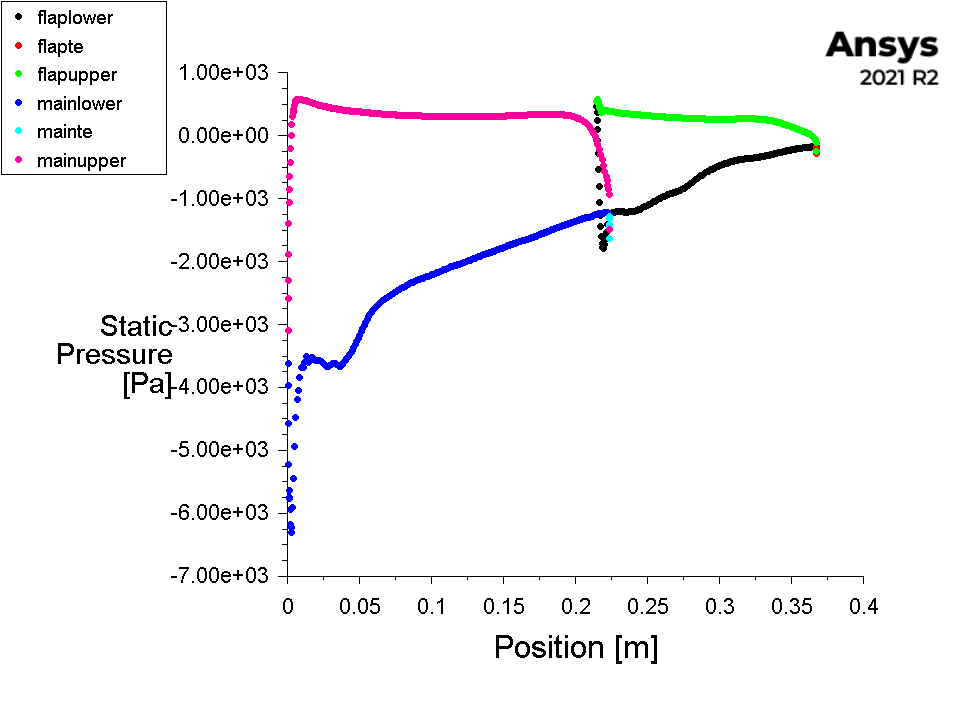 flaplower
flapte
flapupper
mainlower
mainte
mainupper
Ansys
2021 R2
1.00e+03
0.00e+00
-1.00e+03
-2.00e+03
-3.00e+03
-4.00e+03
-5.00e+03
-6.00e+03
-7.00e+03
Static
Pressure
[Pa]
0 0.05 0.1 0.15 0.2 0.25 0.3 0.35 0.4
Position [m]